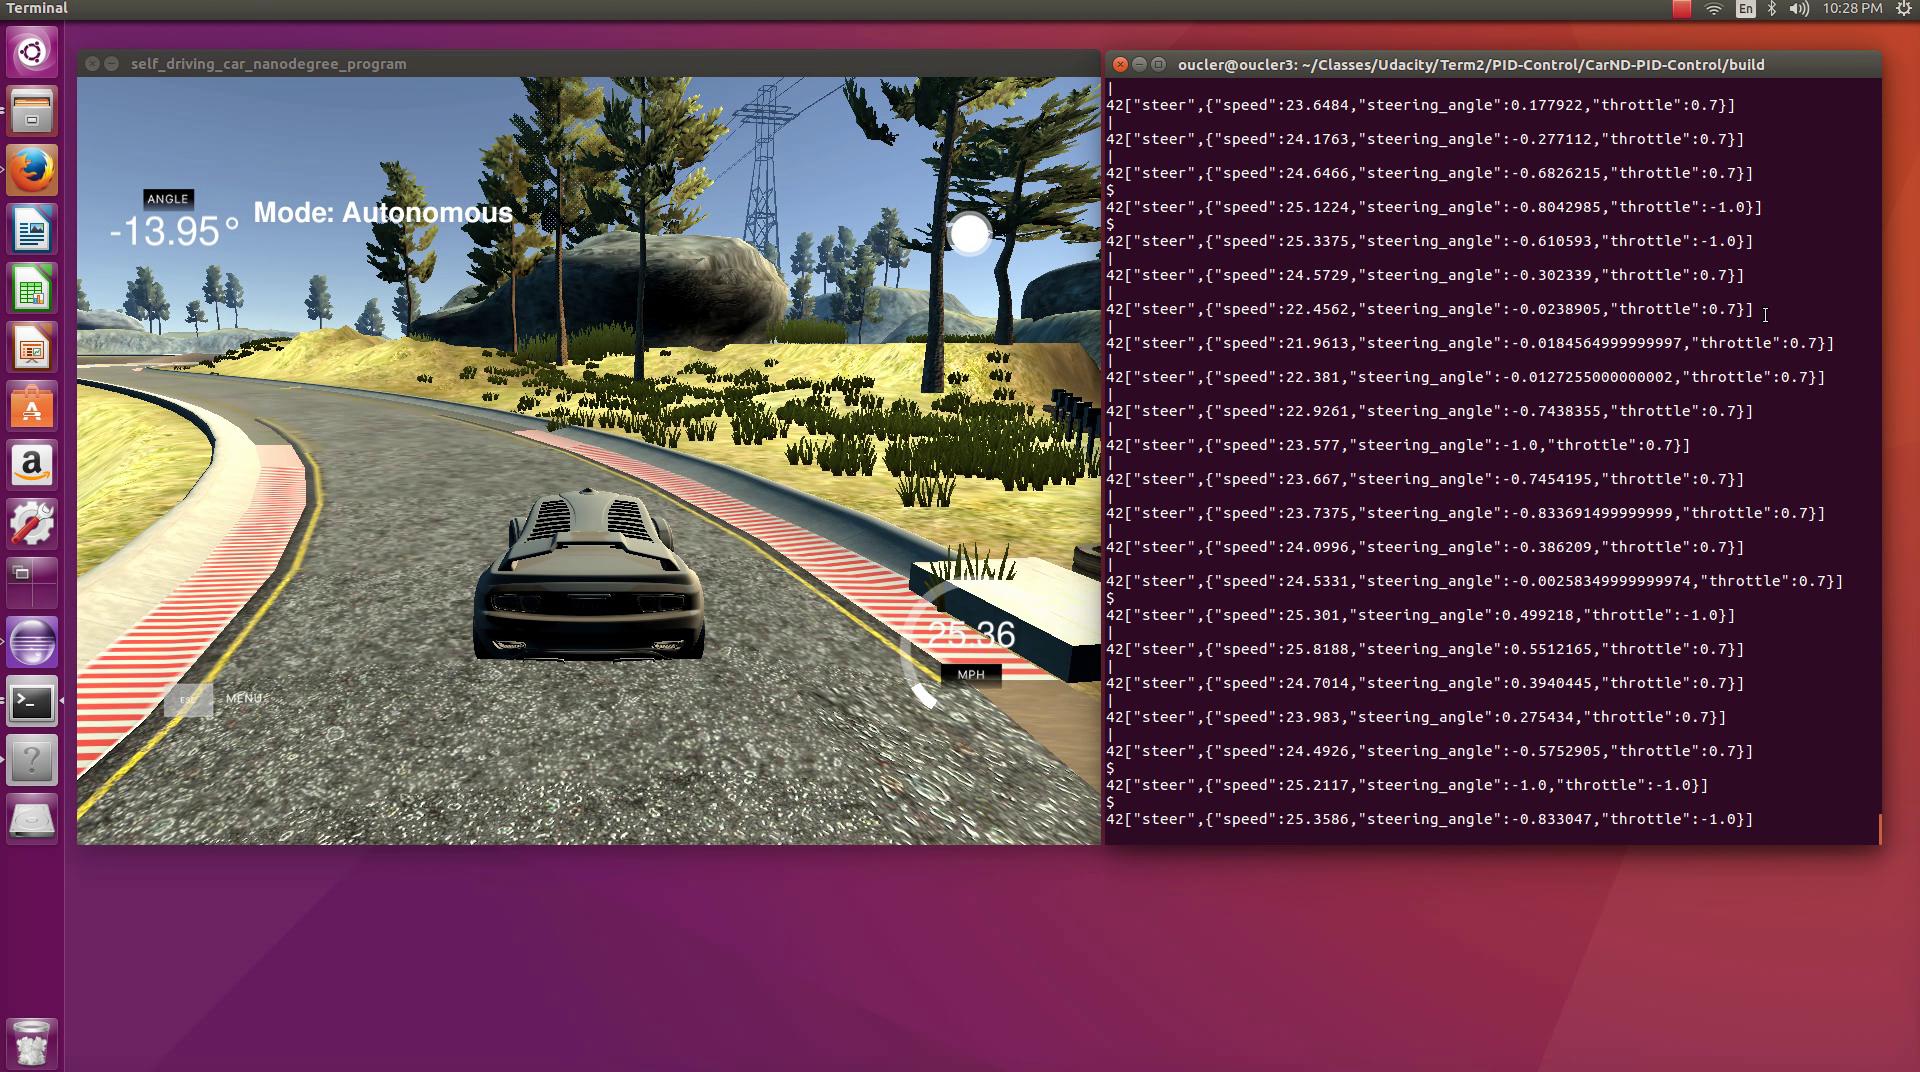 Terminal
En
10:28 PM
self_driving_car_nanodegree_program
ANGLE
-13.95°
Mode: Autonomous
25.36
MPH
ESC
MENU
oucler@oucler3: ~/Classes/Udacity/Term2/PID-Control/CarND-PID-Control/build
|
42["steer",{"speed":23.6484,"steering_angle":0.177922,"throttle":0.7}]
|
42["steer",{"speed":24.1763,"steering_angle":-0.277112,"throttle":0.7}]
|
42["steer",{"speed":24.6466,"steering_angle":-0.6826215,"throttle":0.7}]
$
42["steer",{"speed":25.1224,"steering_angle":-0.8042985,"throttle":-1.0}]
$
42["steer",{"speed":25.3375,"steering_angle":-0.610593,"throttle":-1.0}]
|
42["steer",{"speed":24.5729,"steering_angle":-0.302339,"throttle":0.7}]
|
42["steer",{"speed":22.4562,"steering_angle":-0.0238905,"throttle":0.7}]
|
42["steer",{"speed":21.9613,"steering_angle":-0.0184564999999997,"throttle":0.7}]
|
42["steer",{"speed":22.381,"steering_angle":-0.0127255000000002,"throttle":0.7}]
|
42["steer",{"speed":22.9261,"steering_angle":-0.7438355,"throttle":0.7}]
|
42["steer",{"speed":23.577,"steering_angle":-1.0,"throttle":0.7}]
|
42["steer",{"speed":23.667,"steering_angle":-0.7454195,"throttle":0.7}]
|
42["steer",{"speed":23.7375,"steering_angle":-0.833691499999999,"throttle":0.7}]
|
42["steer",{"speed":24.0996,"steering_angle":-0.386209,"throttle":0.7}]
|
42["steer",{"speed":24.5331,"steering_angle":-0.00258349999999974,"throttle":0.7}]
$
42["steer",{"speed":25.301,"steering_angle":0.499218,"throttle":-1.0}]
|
42["steer",{"speed":25.8188,"steering_angle":0.5512165,"throttle":0.7}]
|
42["steer",{"speed":24.7014,"steering_angle":0.3940445,"throttle":0.7}]
|
42["steer",{"speed":23.983,"steering_angle":0.275434,"throttle":0.7}]
|
42["steer",{"speed":24.4926,"steering_angle":-0.5752905,"throttle":0.7}]
$
42["steer",{"speed":25.2117,"steering_angle":-1.0,"throttle":-1.0}]
$
42["steer",{"speed":25.3586,"steering_angle":-0.833047,"throttle":-1.0}]